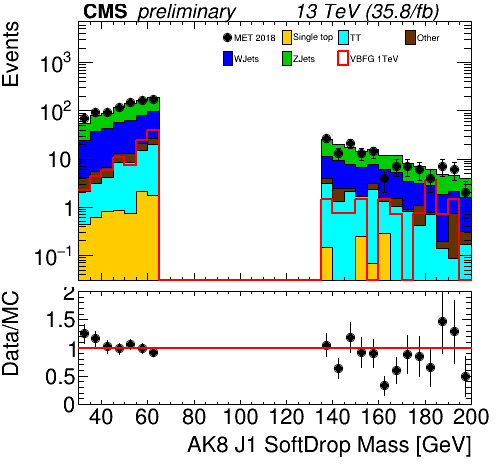 CMS preliminary 13 TeV (35.8/fb)
Events
MET 2018 Single top TT Other
WJets ZJets VBFG 1TeV
10³
10²
10
1
10⁻¹
Data/MC
2
1.5
1
0.5
0
40 60 80 100 120 140 160 180 200
AK8 J1 SoftDrop Mass [GeV]